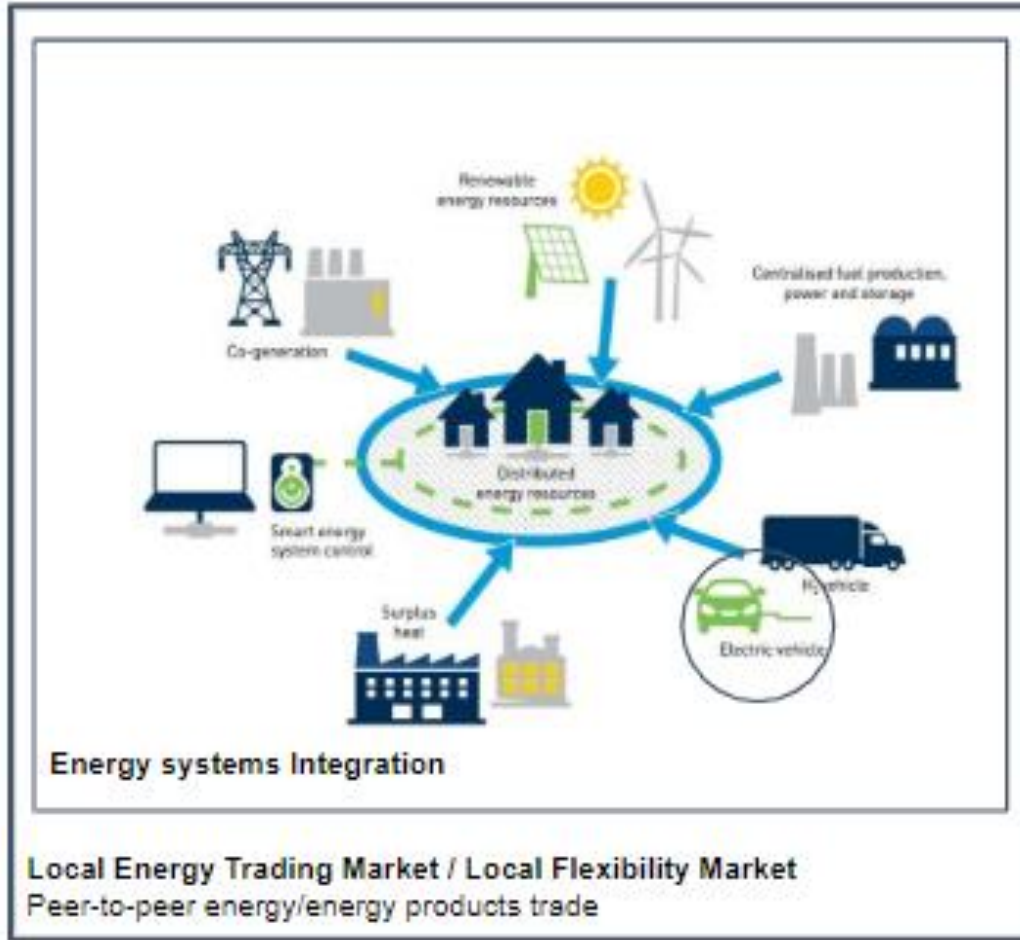 Renewable
energy resources
Centralised fuel production,
power and storage
Co-generation
Distributed
energy resources
Smart energy
system control
H₂ vehicle
Surplus
heat
Electric vehicle
Energy systems Integration
Local Energy Trading Market / Local Flexibility Market
Peer-to-peer energy/energy products trade